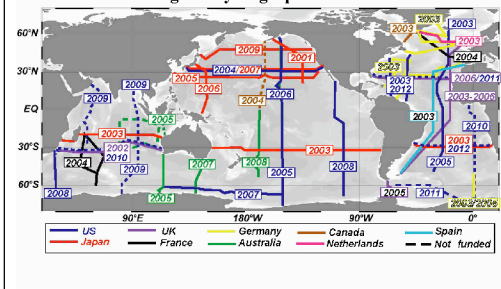 60°N
30°N
EQ
30°S
60°S
90°E
180°W
90°W
0°
2003
2003
2003
2003
2004
2009
2001
2004/2007
2005
2006
2004
2006
2009
2009
2005
2003
2002
2010
2004
2009
2008
2005
2007
2008
2003
2005
2007
2008
2003
2012
2003
2006/2011
2003-2005
2010
2003
2012
2005
2005
2011
US
UK
Germany
Canada
Spain
Japan
France
Australia
Netherlands
Not funded